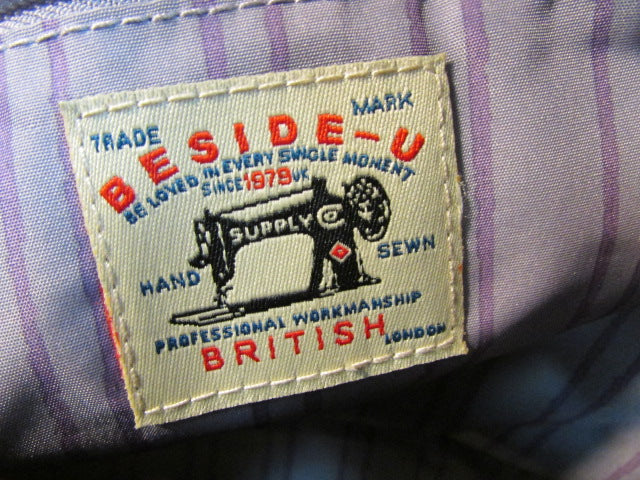 TRADE MARK
BESIDE-U
BE LOVED IN EVERY SINGLE MOMENT
SINCE 1979 UK
SUPPLY CO
HAND SEWN
PROFESSIONAL WORKMANSHIP
BRITISH LONDON